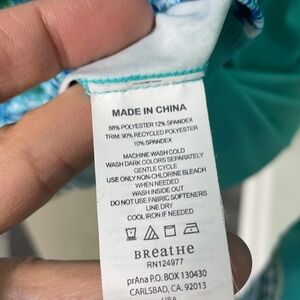 MADE IN CHINA
88% POLYESTER 12% SPANDEX
TRIM: 90% RECYCLED POLYESTER
10% SPANDEX
MACHINE WASH COLD
WASH DARK COLORS SEPARATELY
GENTLE CYCLE
USE ONLY NON-CHLORINE BLEACH
WHEN NEEDED
WASH INSIDE OUT
DO NOT USE FABRIC SOFTENERS
LINE DRY
COOL IRON IF NEEDED
BREATHE
RN124977
prAna P.O. BOX 130430
CARLSBAD, CA. 92013
USA